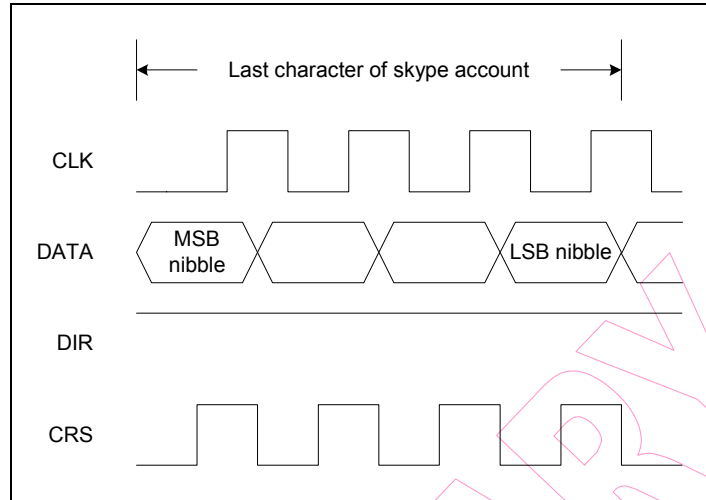 Last character of skype account
CLK
DATA
MSB
nibble
LSB nibble
DIR
CRS